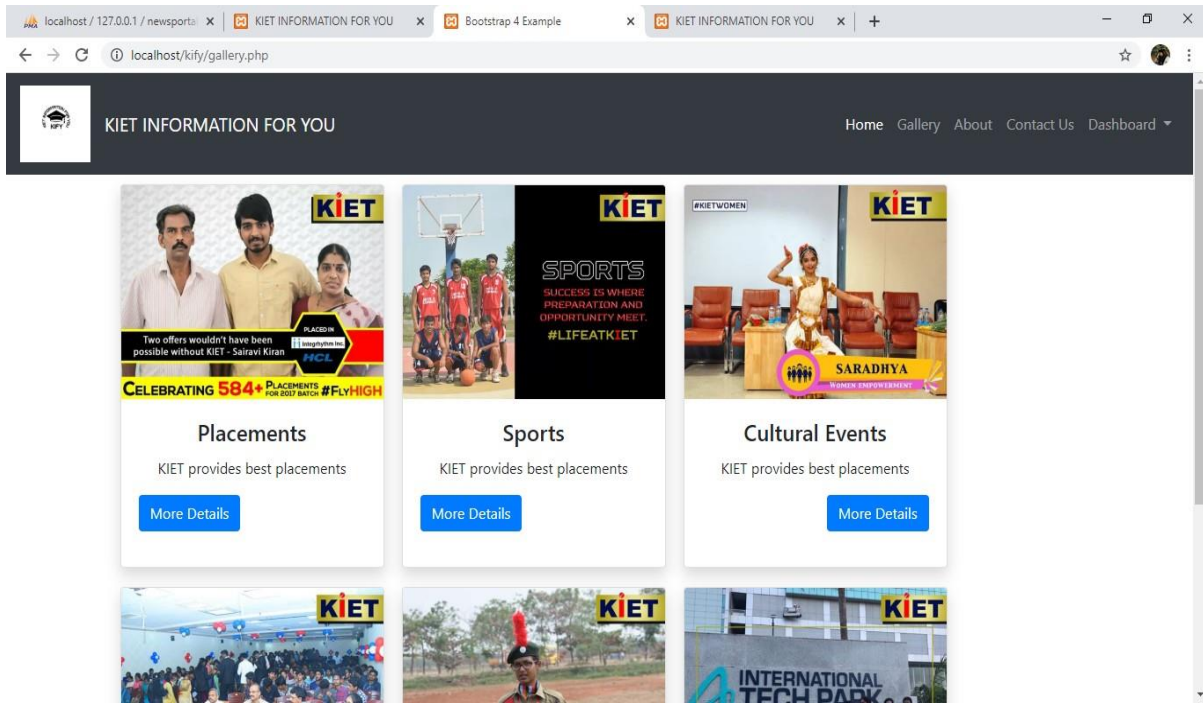 localhost / 127.0.0.1 / newsporta
KIET INFORMATION FOR YOU
Bootstrap 4 Example
KIET INFORMATION FOR YOU
localhost/kify/gallery.php
KIFY
KIET INFORMATION FOR YOU
Home Gallery About Contact Us Dashboard
KIET
Two offers wouldn't have been
possible without KIET - Sairavi Kiran
PLACED IN
Integrhythm Inc.
HCL
CELEBRATING 584+ PLACEMENTS FOR 2017 BATCH #FLYHIGH
Placements
KIET provides best placements
More Details
KIET
SPORTS
SUCCESS IS WHERE
PREPARATION AND
OPPORTUNITY MEET.
#LIFEATKIET
Sports
KIET provides best placements
More Details
#KIETWOMEN
KIET
SARADHYA
WOMEN EMPOWERMENT
Cultural Events
KIET provides best placements
More Details
KIET
KIET
KIET
INTERNATIONAL
TECH PARK